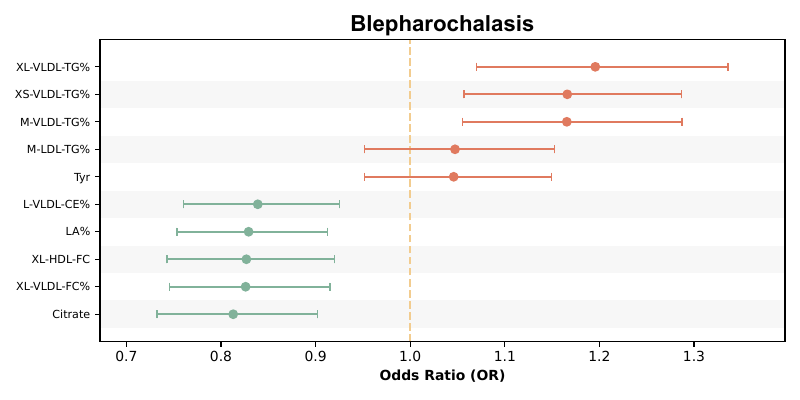 Blepharochalasis
XL-VLDL-TG%
XS-VLDL-TG%
M-VLDL-TG%
M-LDL-TG%
Tyr
L-VLDL-CE%
LA%
XL-HDL-FC
XL-VLDL-FC%
Citrate
0.7 0.8 0.9 1.0 1.1 1.2 1.3
Odds Ratio (OR)